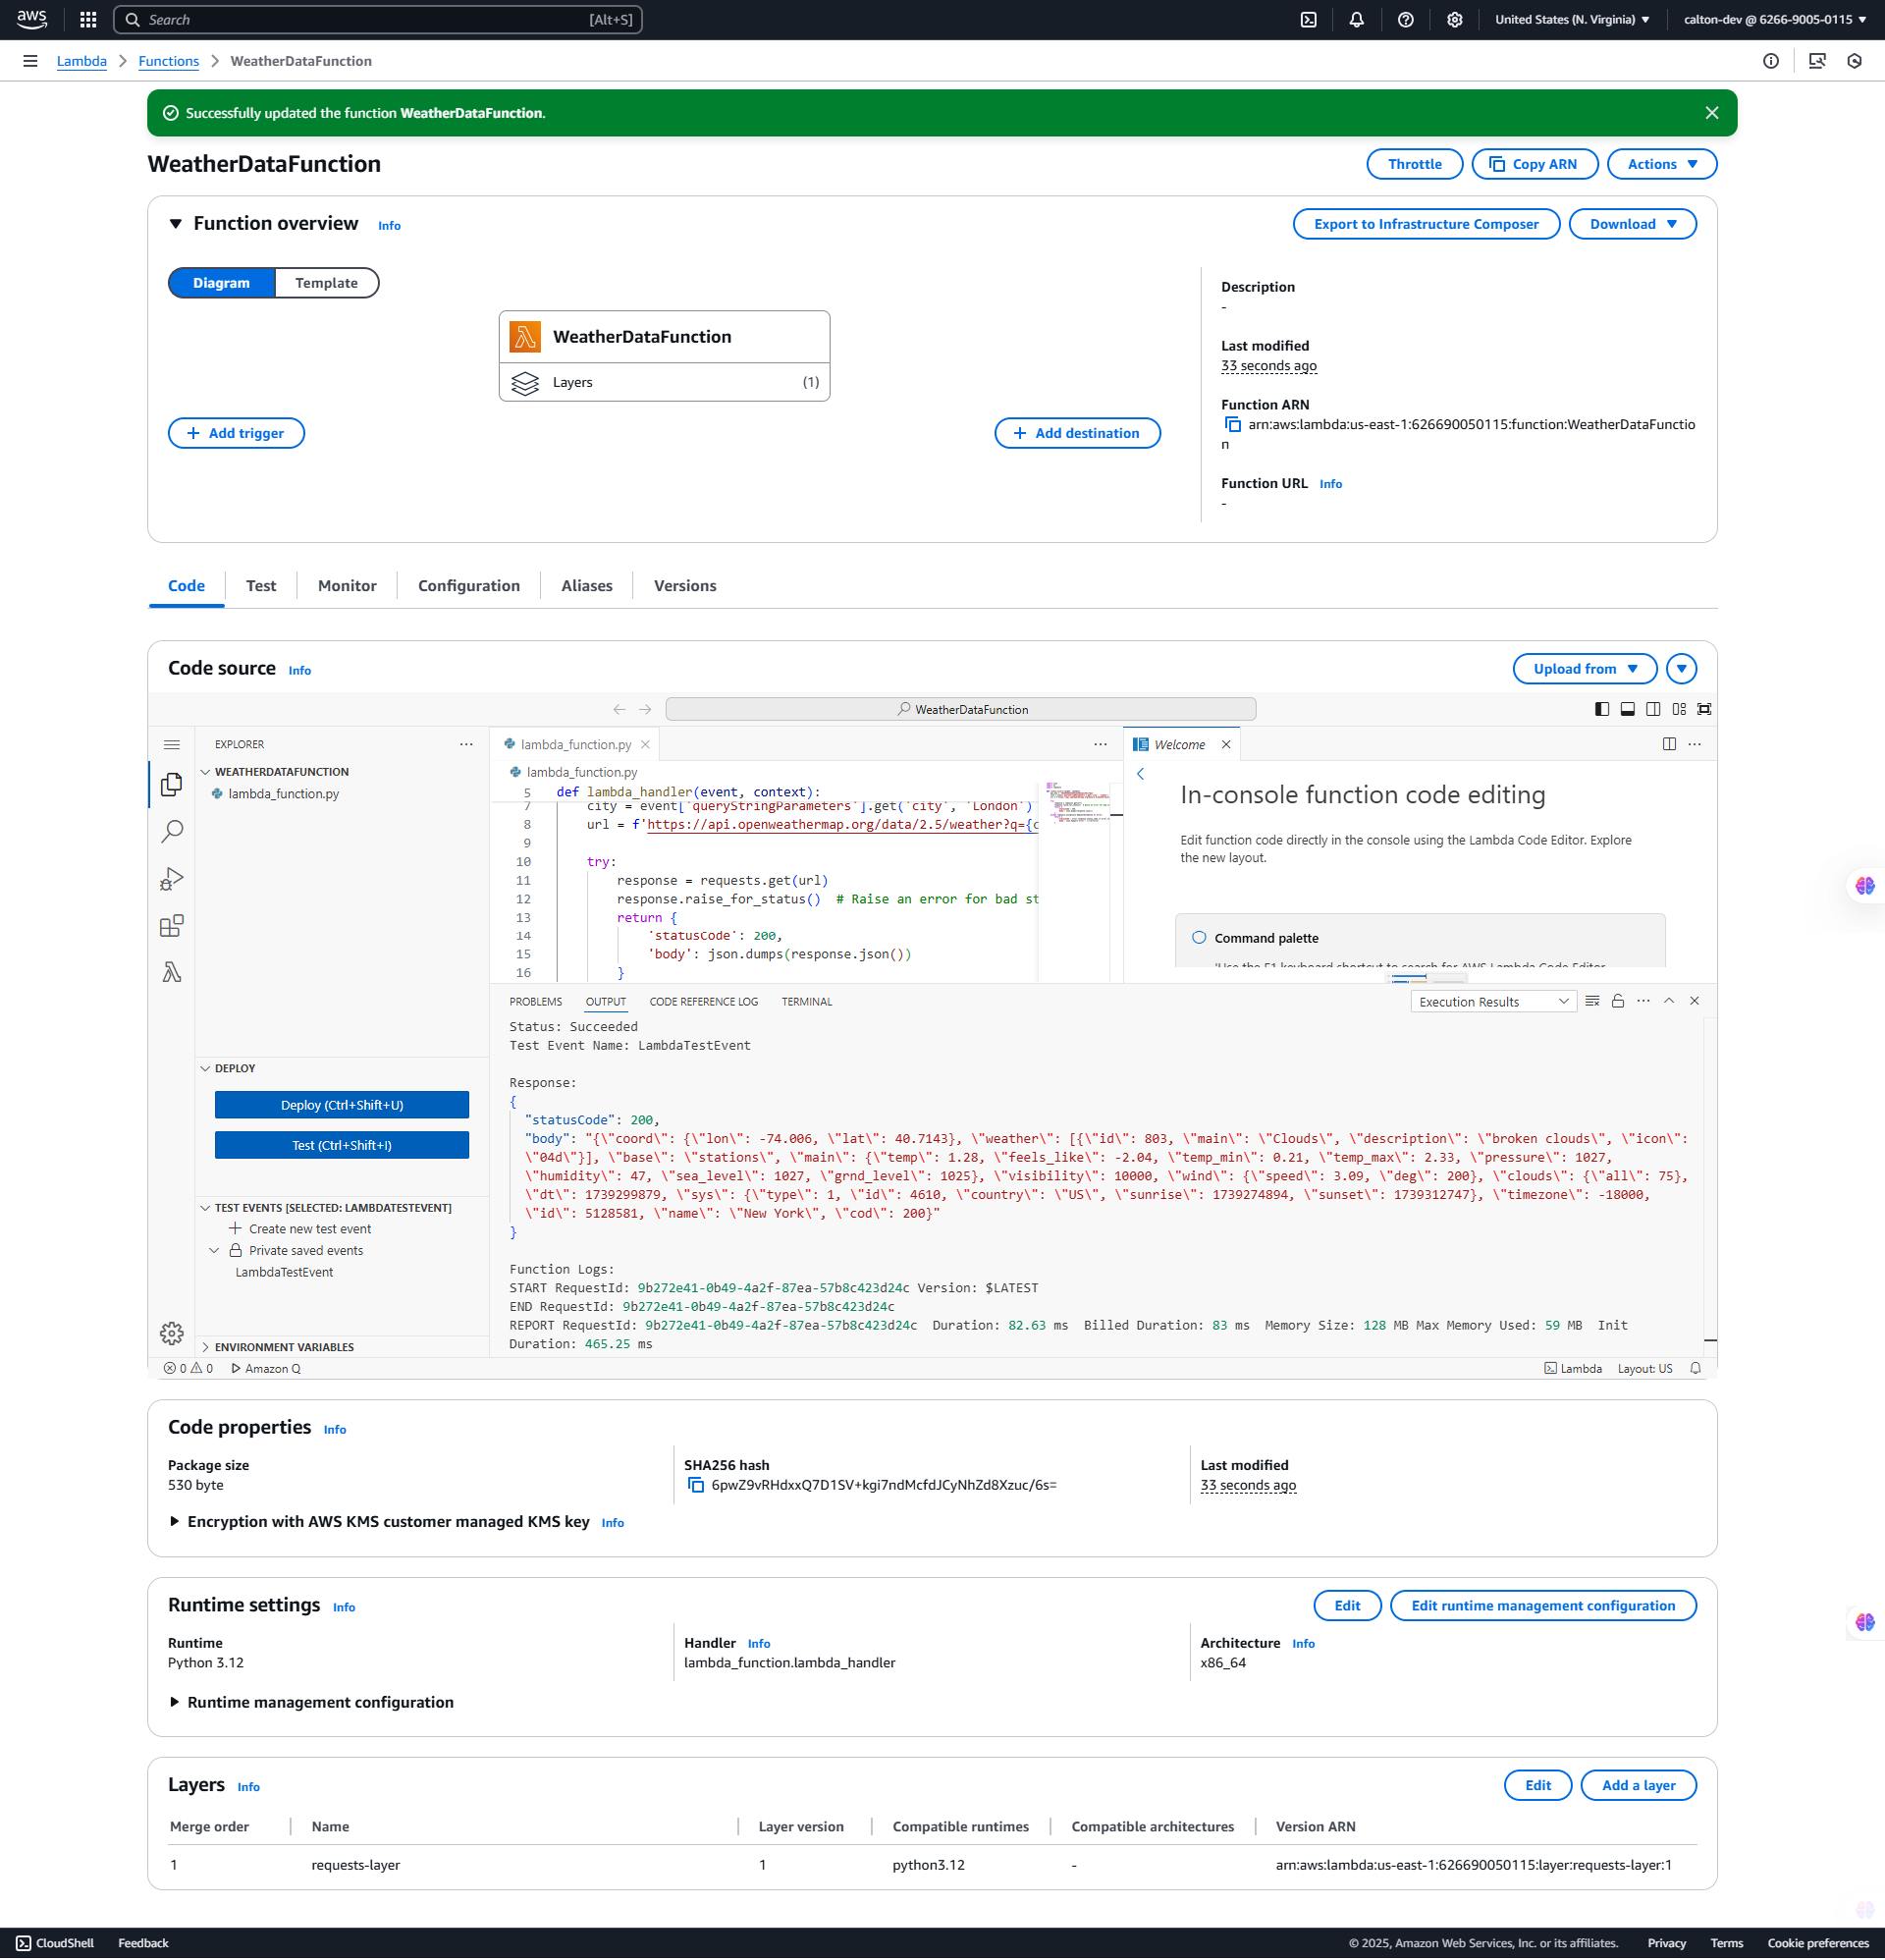 aws Search [Alt+S] United States (N. Virginia) calton-dev @ 6266-9005-0115
Lambda Functions WeatherDataFunction
Successfully updated the function WeatherDataFunction.
WeatherDataFunction Throttle Copy ARN Actions
Function overview Info Export to Infrastructure Composer Download
Diagram Template
WeatherDataFunction
Layers (1)
Add trigger
Add destination
Description
-
Last modified
33 seconds ago
Function ARN
arn:aws:lambda:us-east-1:626690050115:function:WeatherDataFunctio
n
Function URL Info
-
Code Test Monitor Configuration Aliases Versions
Code source Info Upload from
WeatherDataFunction
EXPLORER
WEATHERDATAFUNCTION
lambda_function.py
lambda_function.py
lambda_function.py
5 def lambda_handler(event, context):
7 city = event['queryStringParameters'].get('city', 'London')
8 url = f'https://api.openweathermap.org/data/2.5/weather?q={c
9
10 try:
11 response = requests.get(url)
12 response.raise_for_status() # Raise an error for bad st
13 return {
14 'statusCode': 200,
15 'body': json.dumps(response.json())
16 }
Welcome
In-console function code editing
Edit function code directly in the console using the Lambda Code Editor. Explore
the new layout.
Command palette
'Use the F1 keyboard shortcut to search for AWS Lambda Code Editor
DEPLOY
Deploy (Ctrl+Shift+U)
Test (Ctrl+Shift+I)
TEST EVENTS [SELECTED: LAMBDATESTEVENT]
Create new test event
Private saved events
LambdaTestEvent
ENVIRONMENT VARIABLES
PROBLEMS OUTPUT CODE REFERENCE LOG TERMINAL Execution Results
Status: Succeeded
Test Event Name: LambdaTestEvent
Response:
{
"statusCode": 200,
"body": "{\"coord\": {\"lon\": -74.006, \"lat\": 40.7143}, \"weather\": [{\"id\": 803, \"main\": \"Clouds\", \"description\": \"broken clouds\", \"icon\":
\"04d\"}], \"base\": \"stations\", \"main\": {\"temp\": 1.28, \"feels_like\": -2.04, \"temp_min\": 0.21, \"temp_max\": 2.33, \"pressure\": 1027,
\"humidity\": 47, \"sea_level\": 1027, \"grnd_level\": 1025}, \"visibility\": 10000, \"wind\": {\"speed\": 3.09, \"deg\": 200}, \"clouds\": {\"all\": 75},
\"dt\": 1739299879, \"sys\": {\"type\": 1, \"id\": 4610, \"country\": \"US\", \"sunrise\": 1739274894, \"sunset\": 1739312747}, \"timezone\": -18000,
\"id\": 5128581, \"name\": \"New York\", \"cod\": 200}"
}
Function Logs:
START RequestId: 9b272e41-0b49-4a2f-87ea-57b8c423d24c Version: $LATEST
END RequestId: 9b272e41-0b49-4a2f-87ea-57b8c423d24c
REPORT RequestId: 9b272e41-0b49-4a2f-87ea-57b8c423d24c Duration: 82.63 ms Billed Duration: 83 ms Memory Size: 128 MB Max Memory Used: 59 MB Init
Duration: 465.25 ms
0 0 Amazon Q Lambda Layout: US
Code properties Info
Package size
530 byte
SHA256 hash
6pwZ9vRHdxxQ7D1SV+kgi7ndMcfdJCyNhZd8Xzuc/6s=
Last modified
33 seconds ago
Encryption with AWS KMS customer managed KMS key Info
Runtime settings Info Edit Edit runtime management configuration
Runtime
Python 3.12
Handler Info
lambda_function.lambda_handler
Architecture Info
x86_64
Runtime management configuration
Layers Info Edit Add a layer
Merge order Name Layer version Compatible runtimes Compatible architectures Version ARN
1 requests-layer 1 python3.12 - arn:aws:lambda:us-east-1:626690050115:layer:requests-layer:1
CloudShell Feedback © 2025, Amazon Web Services, Inc. or its affiliates. Privacy Terms Cookie preferences